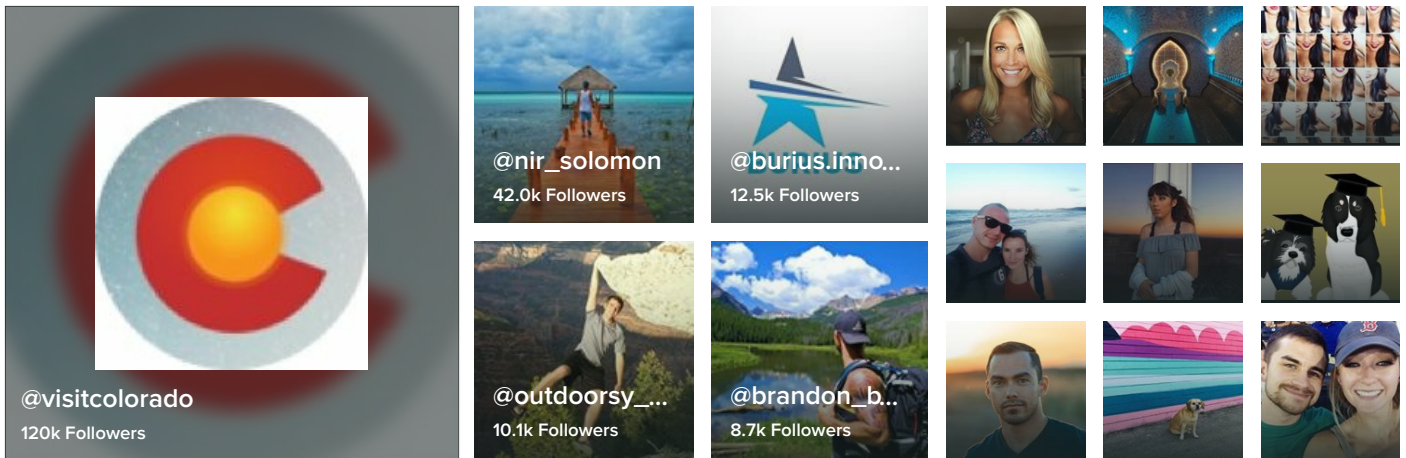 @visitcolorado
120k Followers
@nir_solomon
42.0k Followers
BURIUS
@burius.inno...
12.5k Followers
@outdoorsy_...
10.1k Followers
@brandon_b...
8.7k Followers
B